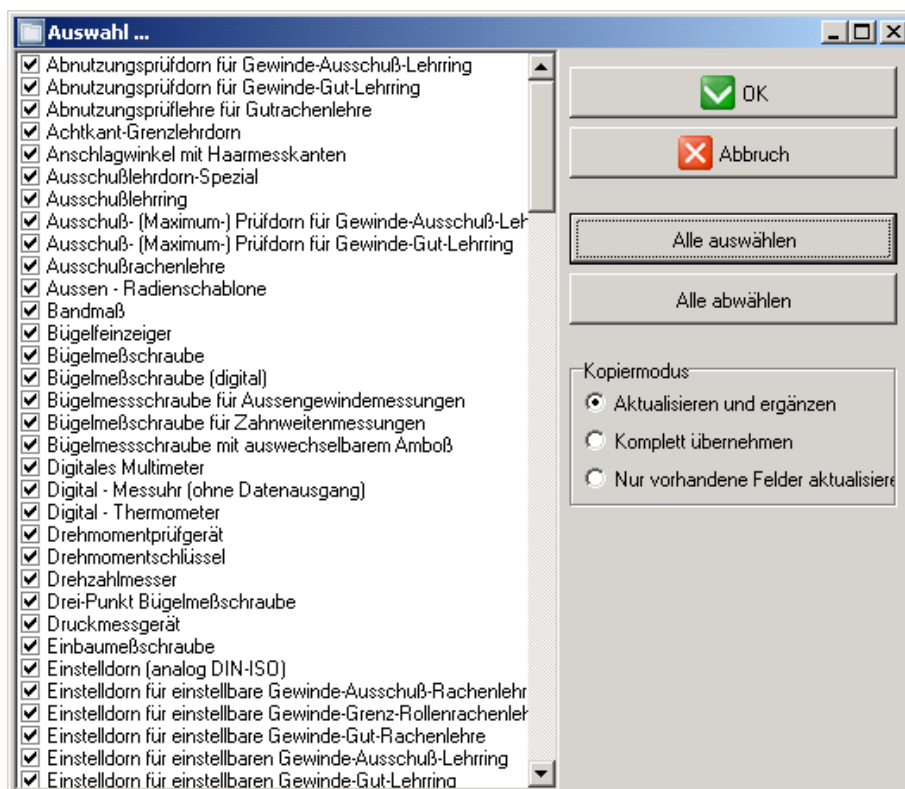 Auswahl ...
Abnutzungsprüfdorn für Gewinde-Ausschuß-Lehrring
Abnutzungsprüfdorn für Gewinde-Gut-Lehrring
Abnutzungsprüflehre für Gutrachenlehre
Achtkant-Grenzlehrdorn
Anschlagwinkel mit Haarmesskanten
Ausschußlehrdorn-Spezial
Ausschußlehrring
Ausschuß- (Maximum-) Prüfdorn für Gewinde-Ausschuß-Leh
Ausschuß- (Maximum-) Prüfdorn für Gewinde-Gut-Lehrring
Ausschußrachenlehre
Aussen - Radienschablone
Bandmaß
Bügelfeinzeiger
Bügelmeßschraube
Bügelmeßschraube (digital)
Bügelmessschraube für Aussengewindemessungen
Bügelmeßschraube für Zahnweitenmessungen
Bügelmessschraube mit auswechselbarem Amboß
Digitales Multimeter
Digital - Messuhr (ohne Datenausgang)
Digital - Thermometer
Drehmomentprüfgerät
Drehmomentschlüssel
Drehzahlmesser
Drei-Punkt Bügelmeßschraube
Druckmessgerät
Einbaumeßschraube
Einstelldorn (analog DIN-ISO)
Einstelldorn für einstellbare Gewinde-Ausschuß-Rachenlehr
Einstelldorn für einstellbare Gewinde-Grenz-Rollenrachenleh
Einstelldorn für einstellbare Gewinde-Gut-Rachenlehre
Einstelldorn für einstellbaren Gewinde-Ausschuß-Lehrring
Einstelldorn für einstellbaren Gewinde-Gut-Lehrring
OK
Abbruch
Alle auswählen
Alle abwählen
Kopiermodus
Aktualisieren und ergänzen
Komplett übernehmen
Nur vorhandene Felder aktualisiere